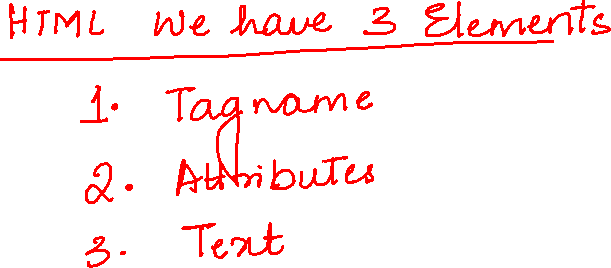 HTML We have 3 Elements
1. Tagname
2. Attributes
3. Text